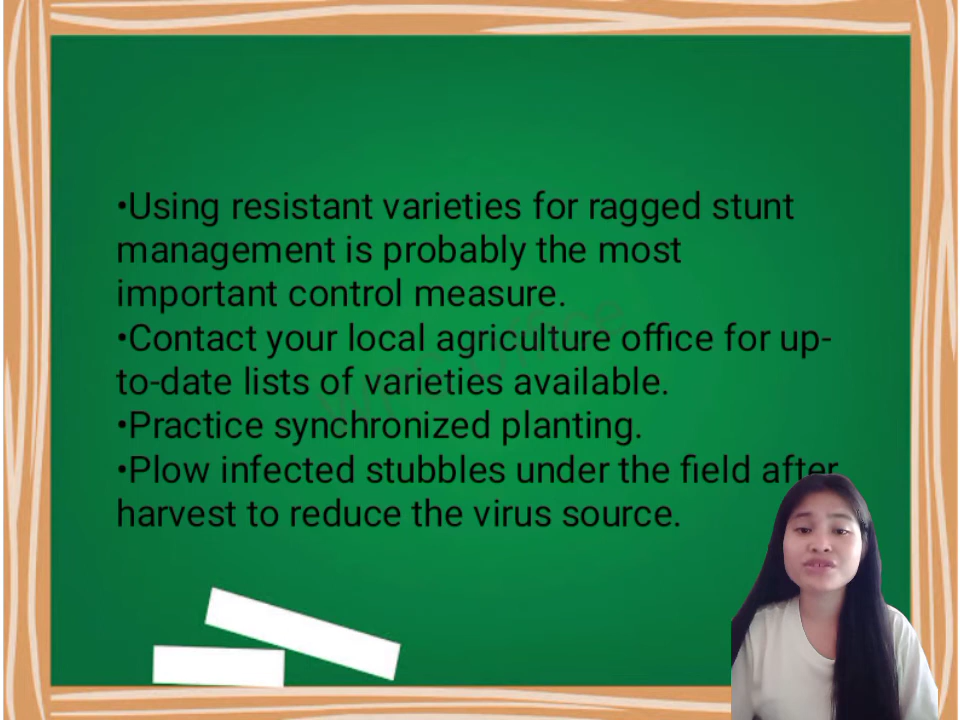 •Using resistant varieties for ragged stunt
management is probably the most
important control measure.
•Contact your local agriculture office for up-
to-date lists of varieties available.
•Practice synchronized planting.
•Plow infected stubbles under the field after
harvest to reduce the virus source.